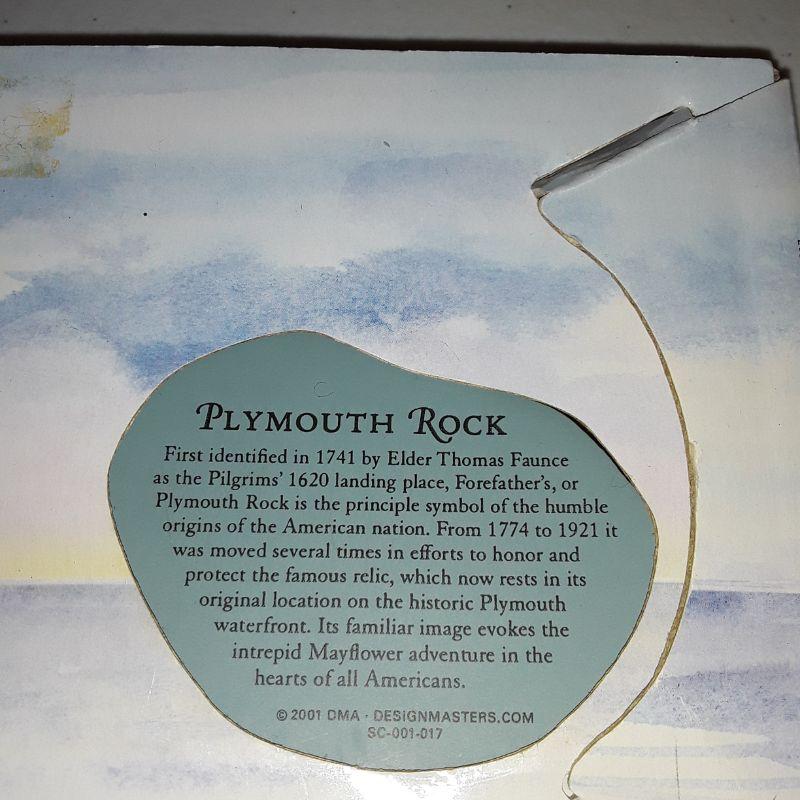 PLYMOUTH ROCK
First identified in 1741 by Elder Thomas Faunce
as the Pilgrims' 1620 landing place, Forefather's, or
Plymouth Rock is the principle symbol of the humble
origins of the American nation. From 1774 to 1921 it
was moved several times in efforts to honor and
protect the famous relic, which now rests in its
original location on the historic Plymouth
waterfront. Its familiar image evokes the
intrepid Mayflower adventure in the
hearts of all Americans.
© 2001 DMA · DESIGNMASTERS.COM
SC-001-017